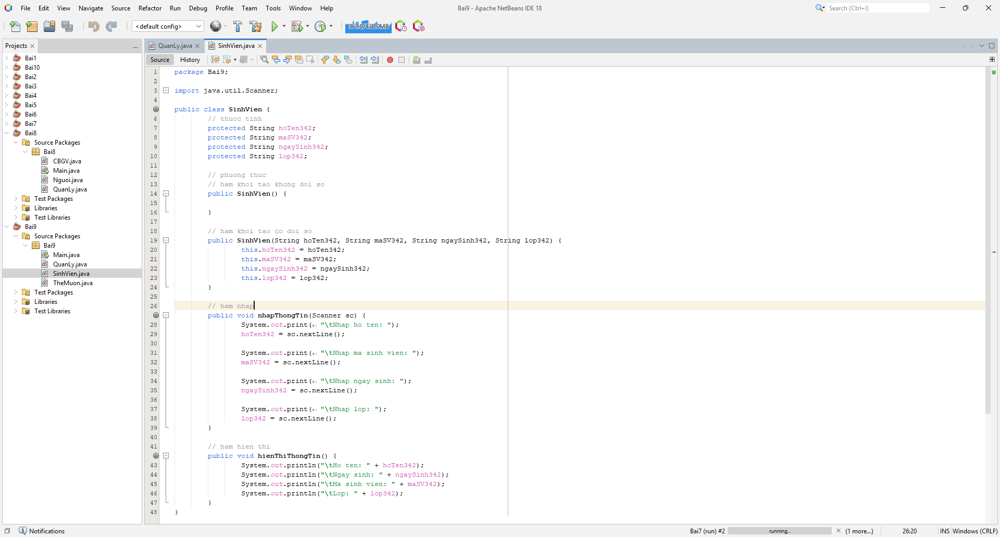 File Edit View Navigate Source Refactor Run Debug Profile Team Tools Window Help
Bai9 - Apache NetBeans IDE 18
Search (Ctrl+I)
<default config>
361.0/438.0MB
Projects
QuanLy.java
SinhVien.java
Source
History
Bai1
Bai10
Bai2
Bai3
Bai4
Bai5
Bai6
Bai7
Bai8
Source Packages
Bai8
CBGV.java
Main.java
Nguoi.java
QuanLy.java
Test Packages
Libraries
Test Libraries
Bai9
Source Packages
Bai9
Main.java
QuanLy.java
SinhVien.java
TheMuon.java
Test Packages
Libraries
Test Libraries
1 package Bai9;
2
3 import java.util.Scanner;
4
public class SinhVien {
6 // thuoc tinh
7 protected String hoTen342;
8 protected String maSV342;
9 protected String ngaySinh342;
10 protected String lop342;
11
12 // phuong thuc
13 // ham khoi tao khong doi so
14 public SinhVien() {
15
16 }
17
18 // ham khoi tao co doi so
19 public SinhVien(String hoTen342, String maSV342, String ngaySinh342, String lop342) {
20 this.hoTen342 = hoTen342;
21 this.maSV342 = maSV342;
22 this.ngaySinh342 = ngaySinh342;
23 this.lop342 = lop342;
24 }
25
26 // ham nhap
public void nhapThongTin(Scanner sc) {
28 System.out.print(s: "\tNhap ho ten: ");
29 hoTen342 = sc.nextLine();
30
31 System.out.print(s: "\tNhap ma sinh vien: ");
32 maSV342 = sc.nextLine();
33
34 System.out.print(s: "\tNhap ngay sinh: ");
35 ngaySinh342 = sc.nextLine();
36
37 System.out.print(s: "\tNhap lop: ");
38 lop342 = sc.nextLine();
39 }
40
41 // ham hien thi
public void hienThiThongTin() {
43 System.out.println("\tHo ten: " + hoTen342);
44 System.out.println("\tNgay sinh: " + ngaySinh342);
45 System.out.println("\tMa sinh vien: " + maSV342);
46 System.out.println("\tLop: " + lop342);
47 }
48 }
Notifications
Bai7 (run) #2
running...
(1 more...)
26:20
INS
Windows (CRLF)